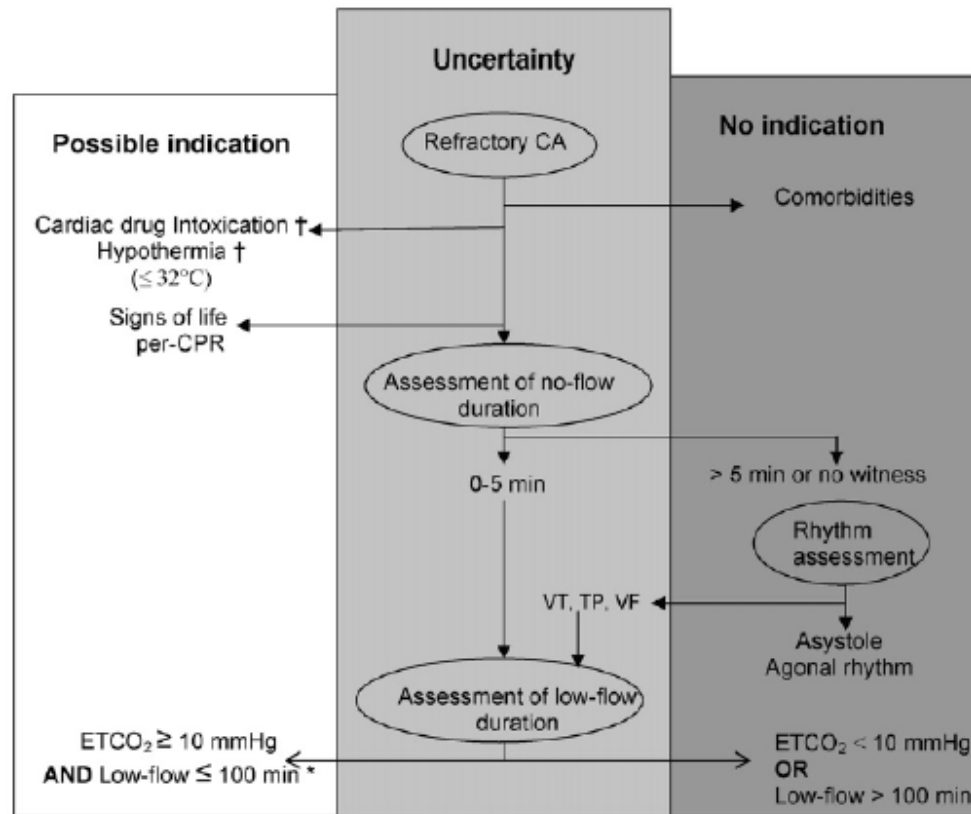 Uncertainty
Possible indication
No indication
Refractory CA
Comorbidities
Cardiac drug Intoxication †
Hypothermia †
(≤ 32°C)
Signs of life
per-CPR
Assessment of no-flow
duration
0-5 min
> 5 min or no witness
Rhythm
assessment
VT, TP, VF
Asystole
Agonal rhythm
Assessment of low-flow
duration
ETCO₂ ≥ 10 mmHg
AND Low-flow ≤ 100 min *
ETCO₂ < 10 mmHg
OR
Low-flow > 100 min